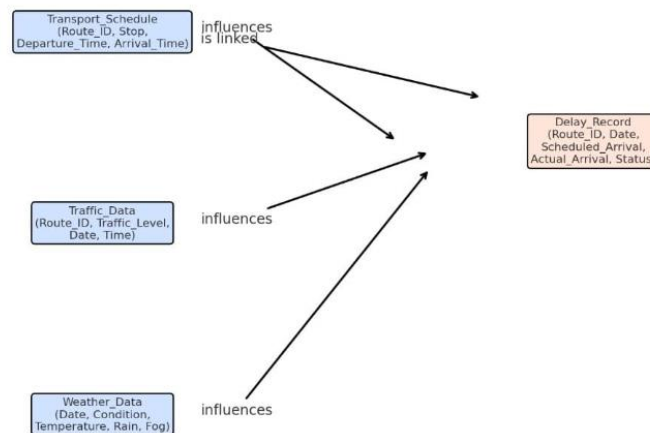 Transport_Schedule
(Route_ID, Stop,
Departure_Time, Arrival_Time)
influences
is linked
Delay_Record
(Route_ID, Date,
Scheduled_Arrival,
Actual_Arrival, Status
Traffic_Data
(Route_ID, Traffic_Level,
Date, Time)
influences
Weather_Data
(Date, Condition,
Temperature, Rain, Fog)
influences